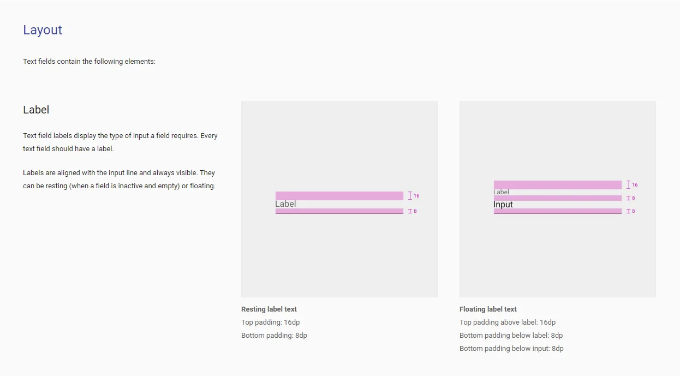 Layout
Text fields contain the following elements:
Label
Text field labels display the type of input a field requires. Every
text field should have a label.
Labels are aligned with the input line and always visible. They
can be resting (when a field is inactive and empty) or floating.
16
Label
8
Resting label text
Top padding: 16dp
Bottom padding: 8dp
16
Label
8
Input
8
Floating label text
Top padding above label: 16dp
Bottom padding below label: 8dp
Bottom padding below input: 8dp